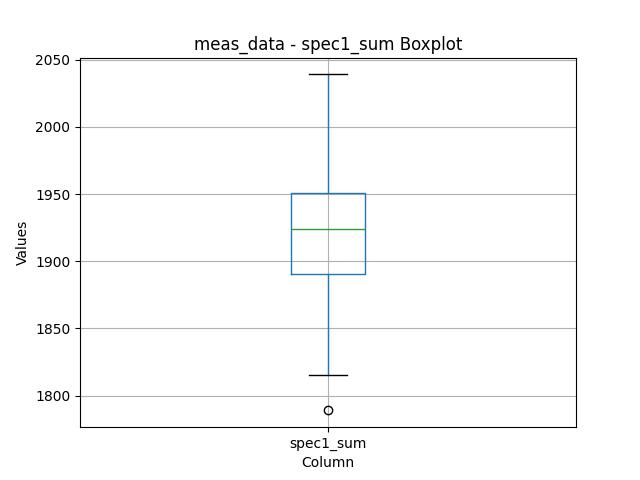 meas_data - spec1_sum Boxplot
2050
2000
1950
1900
1850
1800
Values
spec1_sum
Column